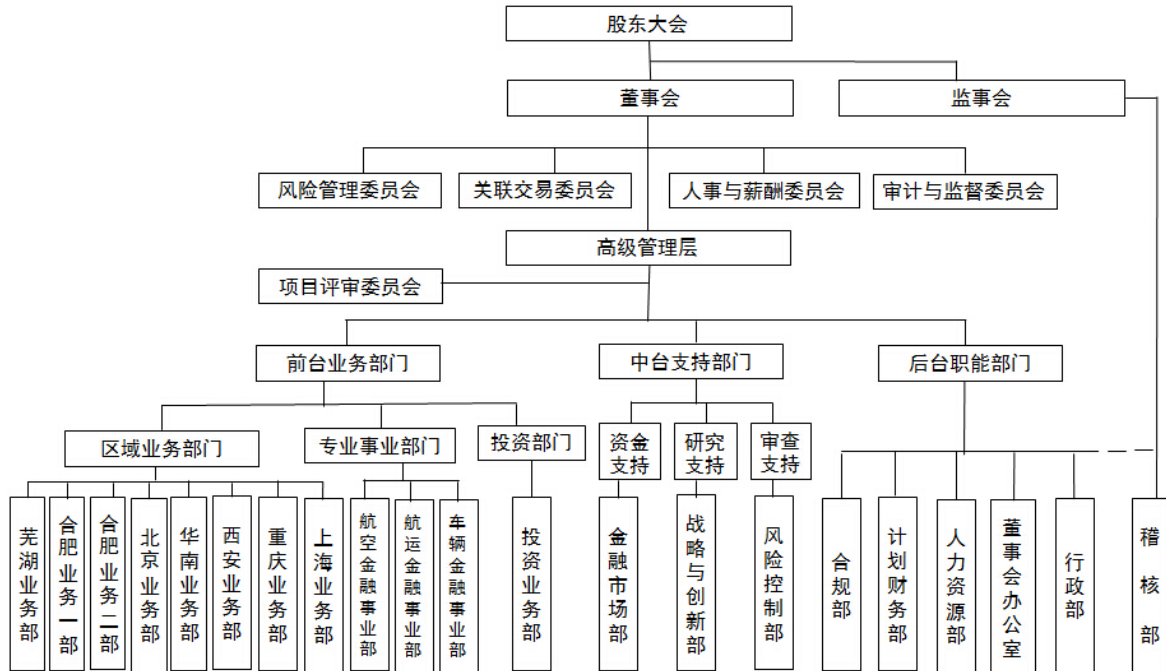 股东大会
董事会
监事会
风险管理委员会
关联交易委员会
人事与薪酬委员会
审计与监督委员会
高级管理层
项目评审委员会
前台业务部门
中台支持部门
后台职能部门
区域业务部门
专业事业部门
投资部门
资金
支持
研究
支持
审查
支持
芜湖业务部
合肥业务一部
合肥业务二部
北京业务部
华南业务部
西安业务部
重庆业务部
上海业务部
航空金融事业部
航运金融事业部
车辆金融事业部
投资业务部
金融市场部
战略与创新部
风险控制部
合规部
计划财务部
人力资源部
董事会办公室
行政部
稽核部